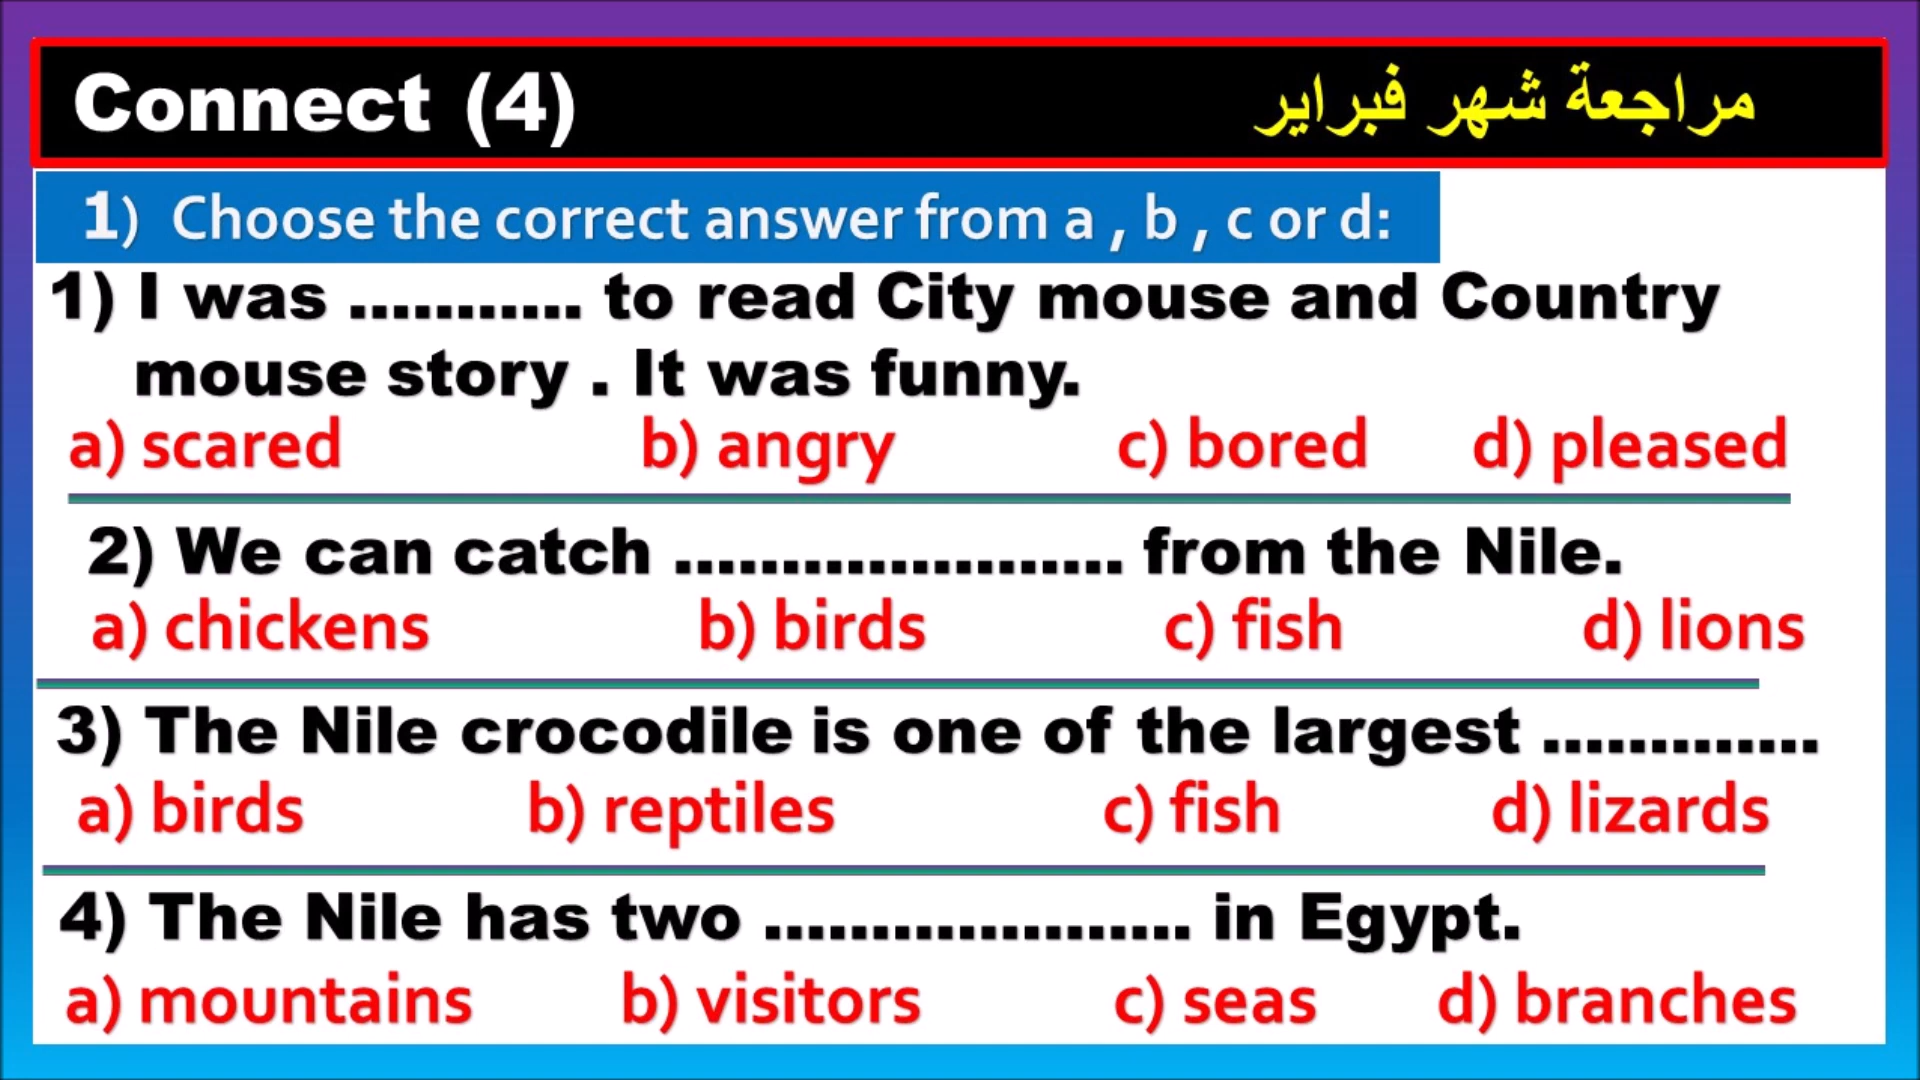 Connect (4) مراجعة شهر فبراير
1) Choose the correct answer from a , b , c or d:
1) I was ........... to read City mouse and Country
mouse story . It was funny.
a) scared b) angry c) bored d) pleased
2) We can catch ..................... from the Nile.
a) chickens b) birds c) fish d) lions
3) The Nile crocodile is one of the largest .............
a) birds b) reptiles c) fish d) lizards
4) The Nile has two .................... in Egypt.
a) mountains b) visitors c) seas d) branches